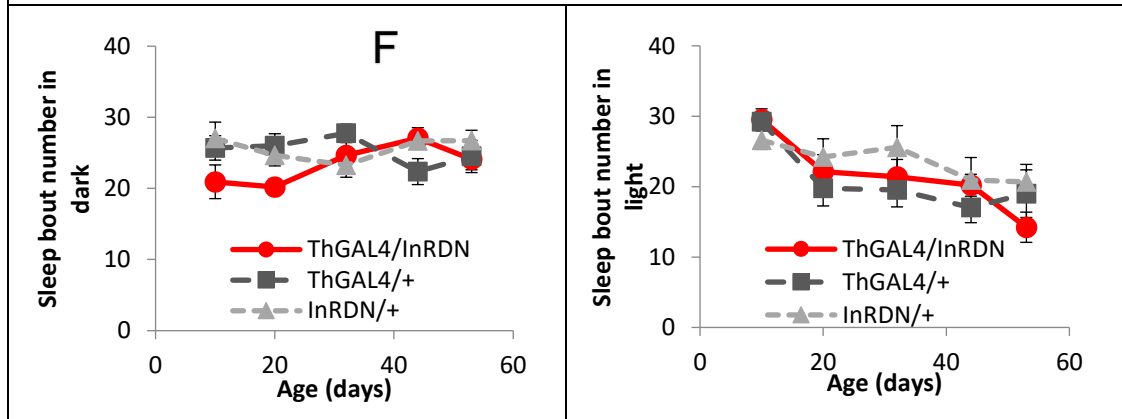 F
Sleep bout number in
dark
40
30
20
10
0
0
20
40
60
Age (days)
ThGAL4/InRDN
ThGAL4/+
InRDN/+
Sleep bout number in
light
40
30
20
10
0
0
20
40
60
Age (days)
ThGAL4/InRDN
ThGAL4/+
InRDN/+